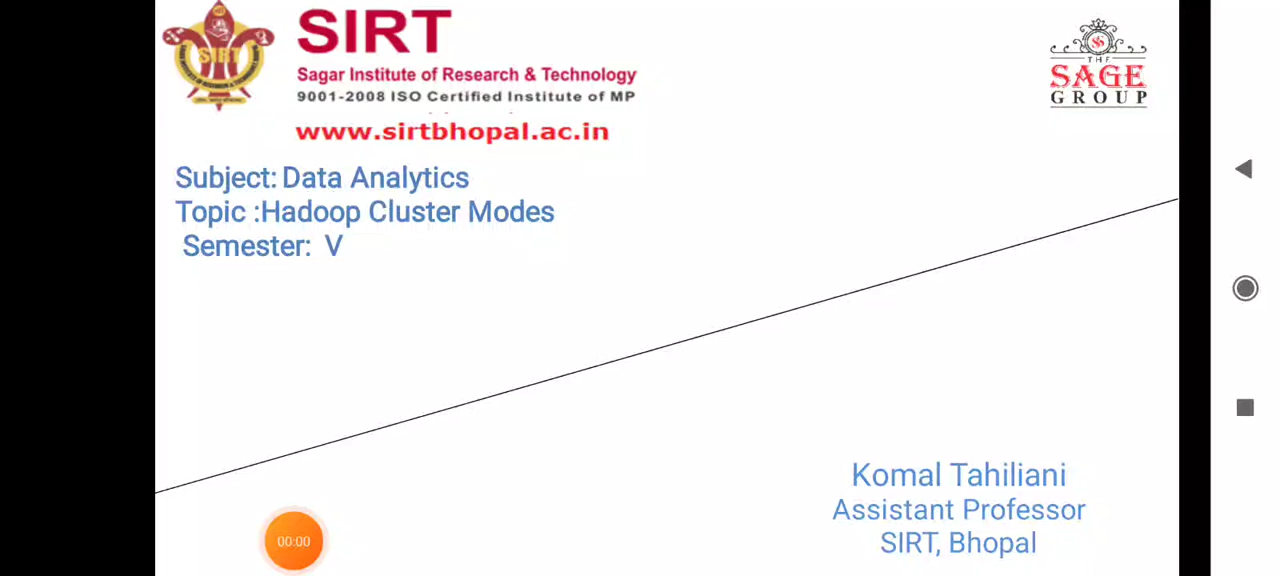 SIRT
Sagar Institute of Research & Technology
9001-2008 ISO Certified Institute of MP
www.sirtbhopal.ac.in
SIRT
THE
SAGE
GROUP
Subject: Data Analytics
Topic :Hadoop Cluster Modes
Semester: V
Komal Tahiliani
Assistant Professor
SIRT, Bhopal
00:00